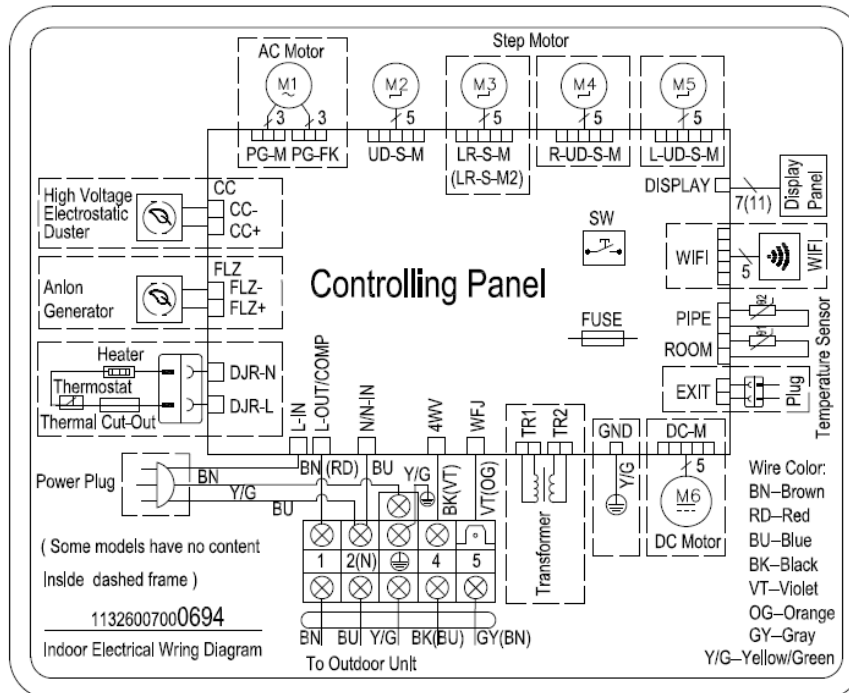 AC Motor
Step Motor
M1
~
M2
M3
M4
M5
3
3
5
5
5
5
PG-M PG-FK
UD-S-M
LR-S-M
(LR-S-M2)
R-UD-S-M
L-UD-S-M
High Voltage
Electrostatic
Duster
CC
CC-
CC+
DISPLAY
7(11)
Display
Panel
SW
WIFI
5
WIFI
Anlon
Generator
FLZ
FLZ-
FLZ+
Controlling Panel
FUSE
PIPE
θ2
ROOM
θ1
Temperature Sensor
Heater
Thermostat
Thermal Cut-Out
DJR-N
DJR-L
EXIT
Plug
L-IN
L-OUT/COMP
N/N-IN
4WV
WFJ
TR1
TR2
GND
DC-M
Power Plug
BN
Y/G
BU
BN(RD)
BU
Y/G
BK(VT)
VT(OG)
Transformer
Y/G
5
M6
DC Motor
1
2(N)
4
5
BN
BU
Y/G
BK(BU)
GY(BN)
To Outdoor Unit
( Some models have no content
Inside dashed frame )
11326007000694
Indoor Electrical Wring Diagram
Wire Color:
BN–Brown
RD–Red
BU–Blue
BK–Black
VT–Violet
OG–Orange
GY–Gray
Y/G–Yellow/Green